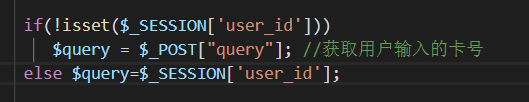 if(!isset($_SESSION['user_id']))
$query = $_POST["query"]; //获取用户输入的卡号
else $query=$_SESSION['user_id'];